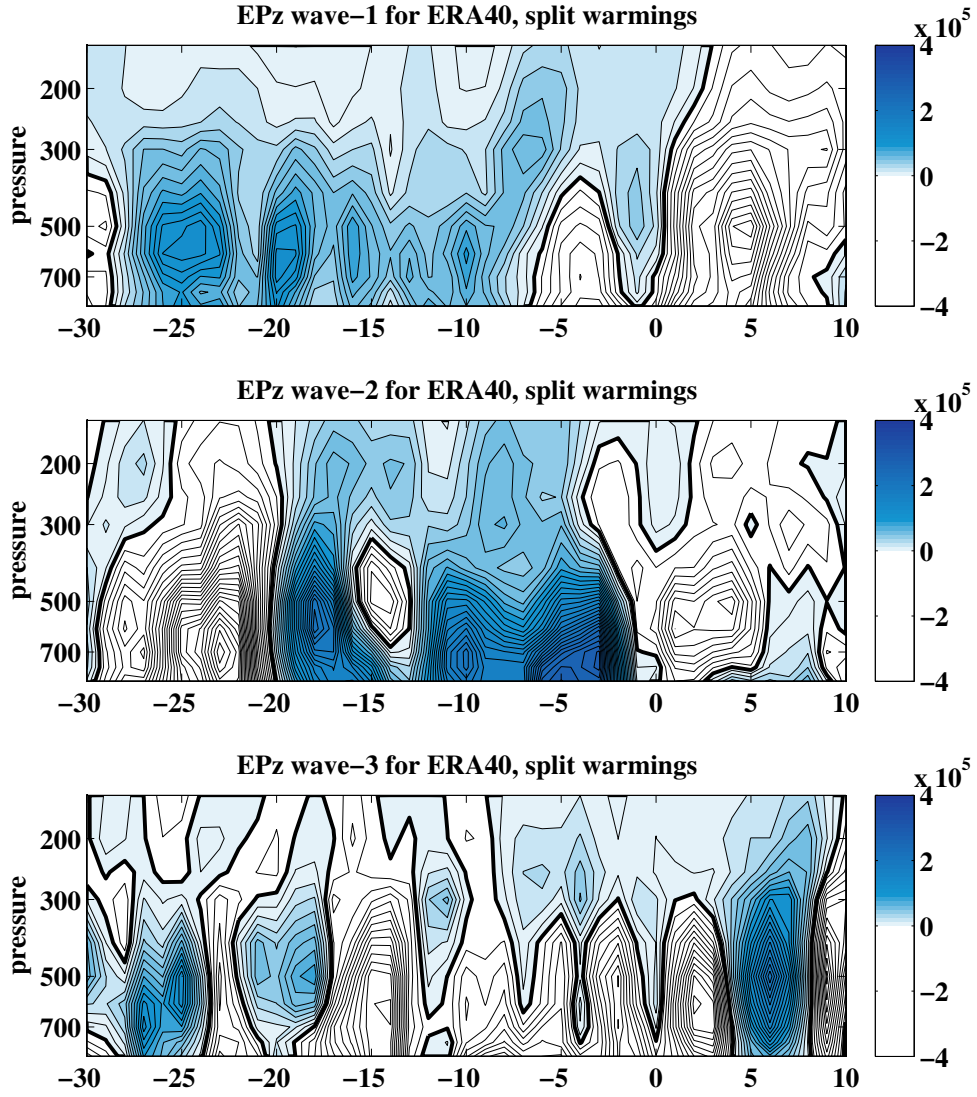 EPz wave−1 for ERA40, split warmings
x 10^5
pressure
200
300
500
700
−30 −25 −20 −15 −10 −5 0 5 10
4
2
0
−2
−4
EPz wave−2 for ERA40, split warmings
x 10^5
pressure
200
300
500
700
−30 −25 −20 −15 −10 −5 0 5 10
4
2
0
−2
−4
EPz wave−3 for ERA40, split warmings
x 10^5
pressure
200
300
500
700
−30 −25 −20 −15 −10 −5 0 5 10
4
2
0
−2
−4